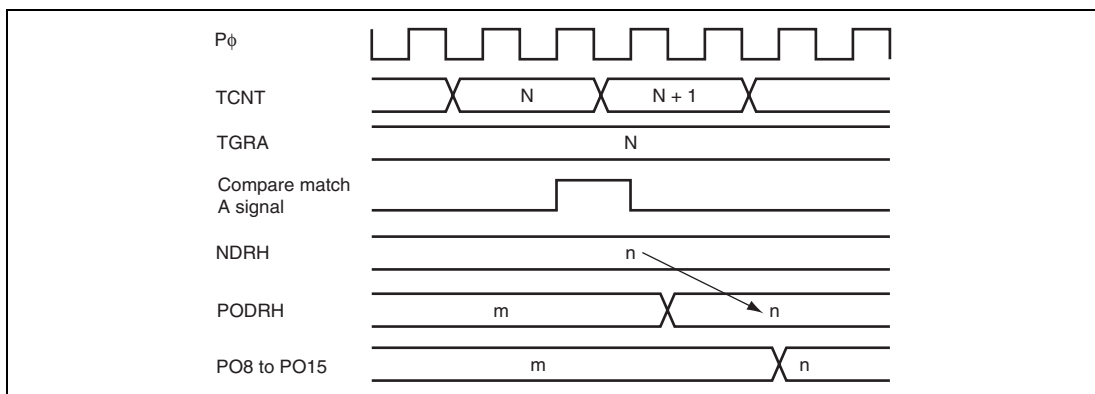 Pϕ
TCNT N N + 1
TGRA N
Compare match
A signal
NDRH n
PODRH m n
PO8 to PO15 m n